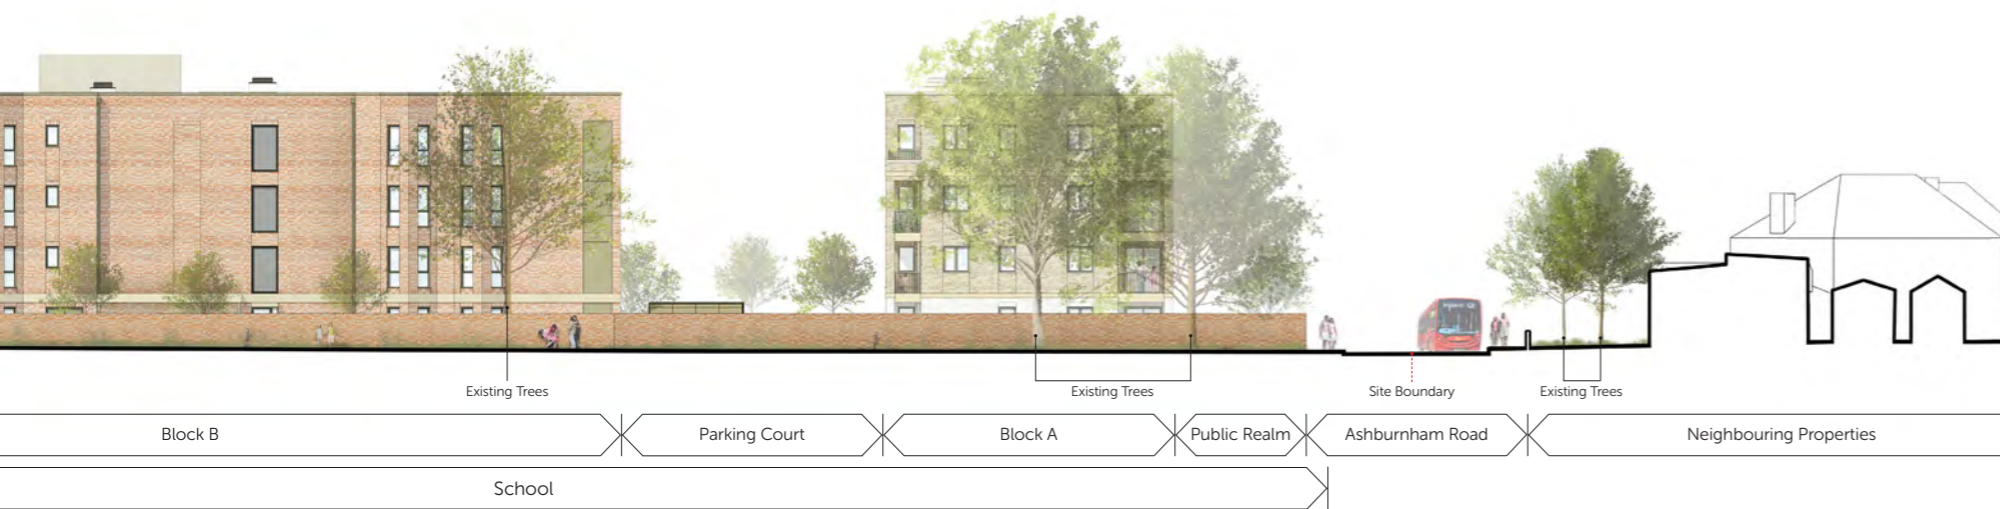 Existing Trees
Existing Trees
Site Boundary
Existing Trees
Block B
Parking Court
Block A
Public Realm
Ashburnham Road
Neighbouring Properties
School